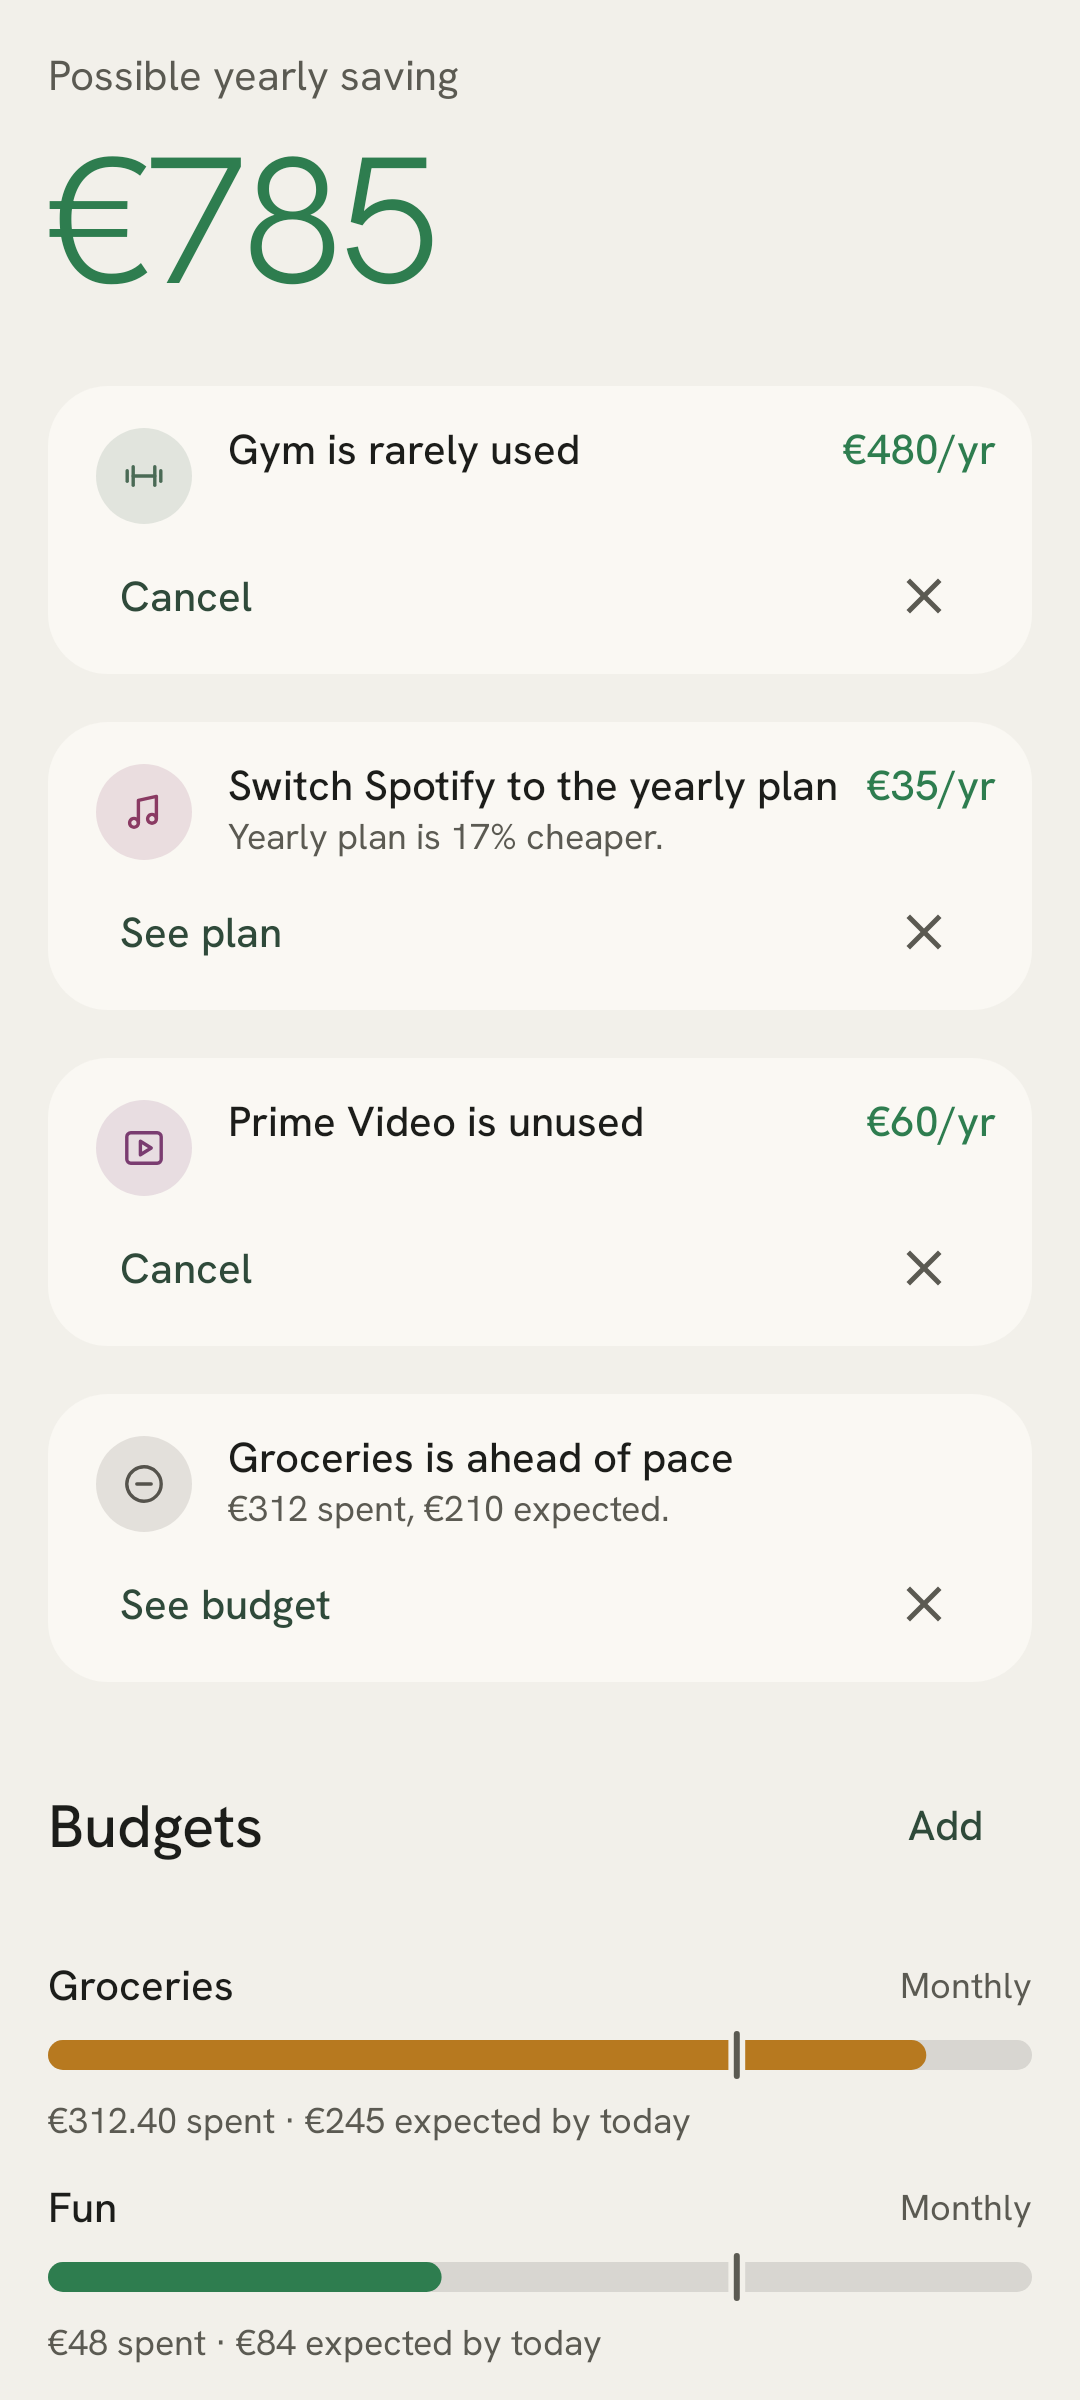 Possible yearly saving
€785
Gym is rarely used €480/yr
Cancel
Switch Spotify to the yearly plan €35/yr
Yearly plan is 17% cheaper.
See plan
Prime Video is unused €60/yr
Cancel
Groceries is ahead of pace
€312 spent, €210 expected.
See budget
Budgets Add
Groceries Monthly
€312.40 spent · €245 expected by today
Fun Monthly
€48 spent · €84 expected by today